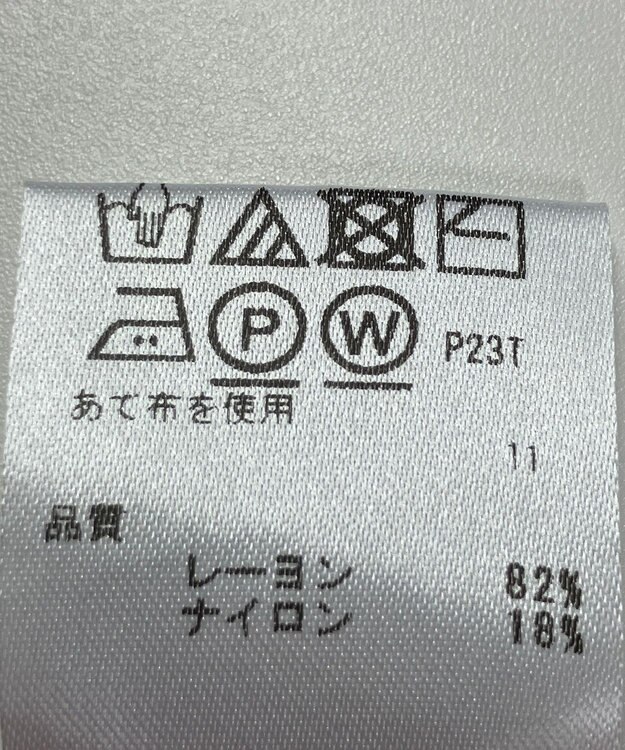 P W P23T
あて布を使用
11
品質
レーヨン 82%
ナイロン 18%